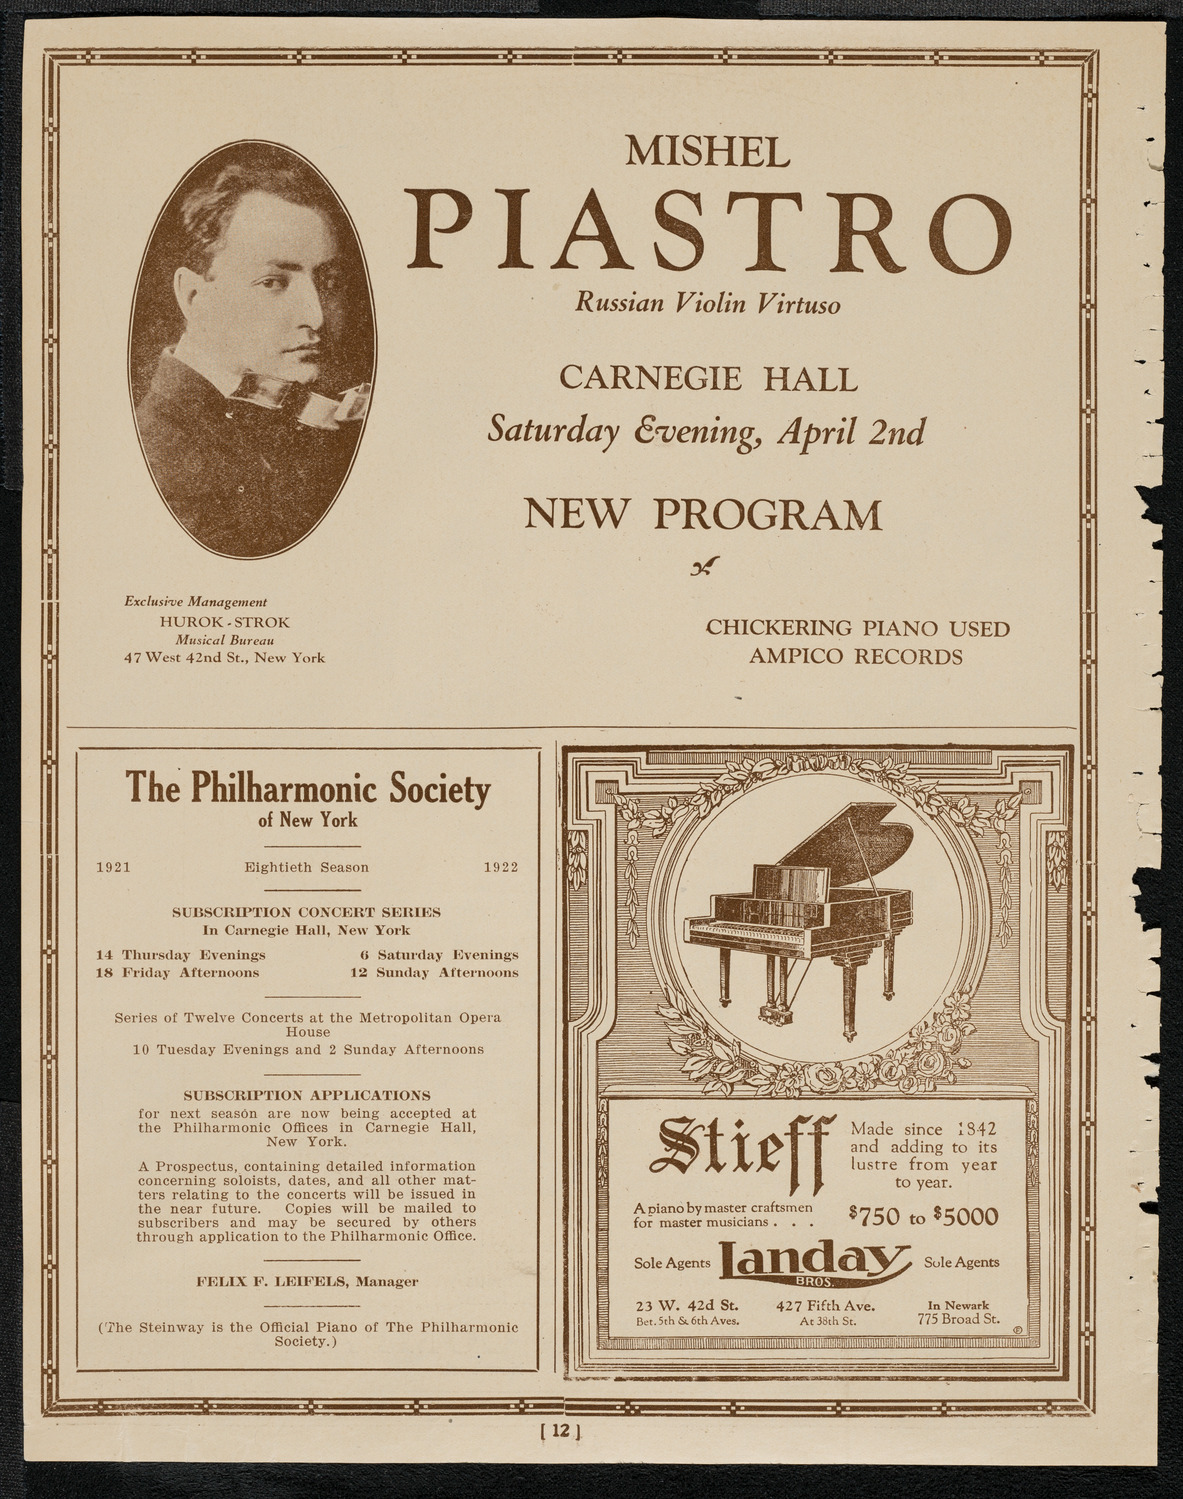 MISHEL
PIASTRO
Russian Violin Virtuso
CARNEGIE HALL
Saturday Evening, April 2nd
NEW PROGRAM
Exclusive Management
HUROK-STROK
Musical Bureau
47 West 42nd St., New York
CHICKERING PIANO USED
AMPICO RECORDS
The Philharmonic Society
of New York
1921 Eightieth Season 1922
SUBSCRIPTION CONCERT SERIES
In Carnegie Hall, New York
14 Thursday Evenings 6 Saturday Evenings
18 Friday Afternoons 12 Sunday Afternoons
Series of Twelve Concerts at the Metropolitan Opera
House
10 Tuesday Evenings and 2 Sunday Afternoons
SUBSCRIPTION APPLICATIONS
for next season are now being accepted at
the Philharmonic Offices in Carnegie Hall,
New York.
A Prospectus, containing detailed information
concerning soloists, dates, and all other mat-
ters relating to the concerts will be issued in
the near future. Copies will be mailed to
subscribers and may be secured by others
through application to the Philharmonic Office.
FELIX F. LEIFELS, Manager
(The Steinway is the Official Piano of The Philharmonic
Society.)
Stieff
Made since 1842
and adding to its
lustre from year
to year.
A piano by master craftsmen
for master musicians . . .
$750 to $5000
Sole Agents Landay Sole Agents
BROS.
23 W. 42d St. 427 Fifth Ave. In Newark
Bet. 5th & 6th Aves. At 38th St. 775 Broad St.
Ⓟ
[ 12 ]